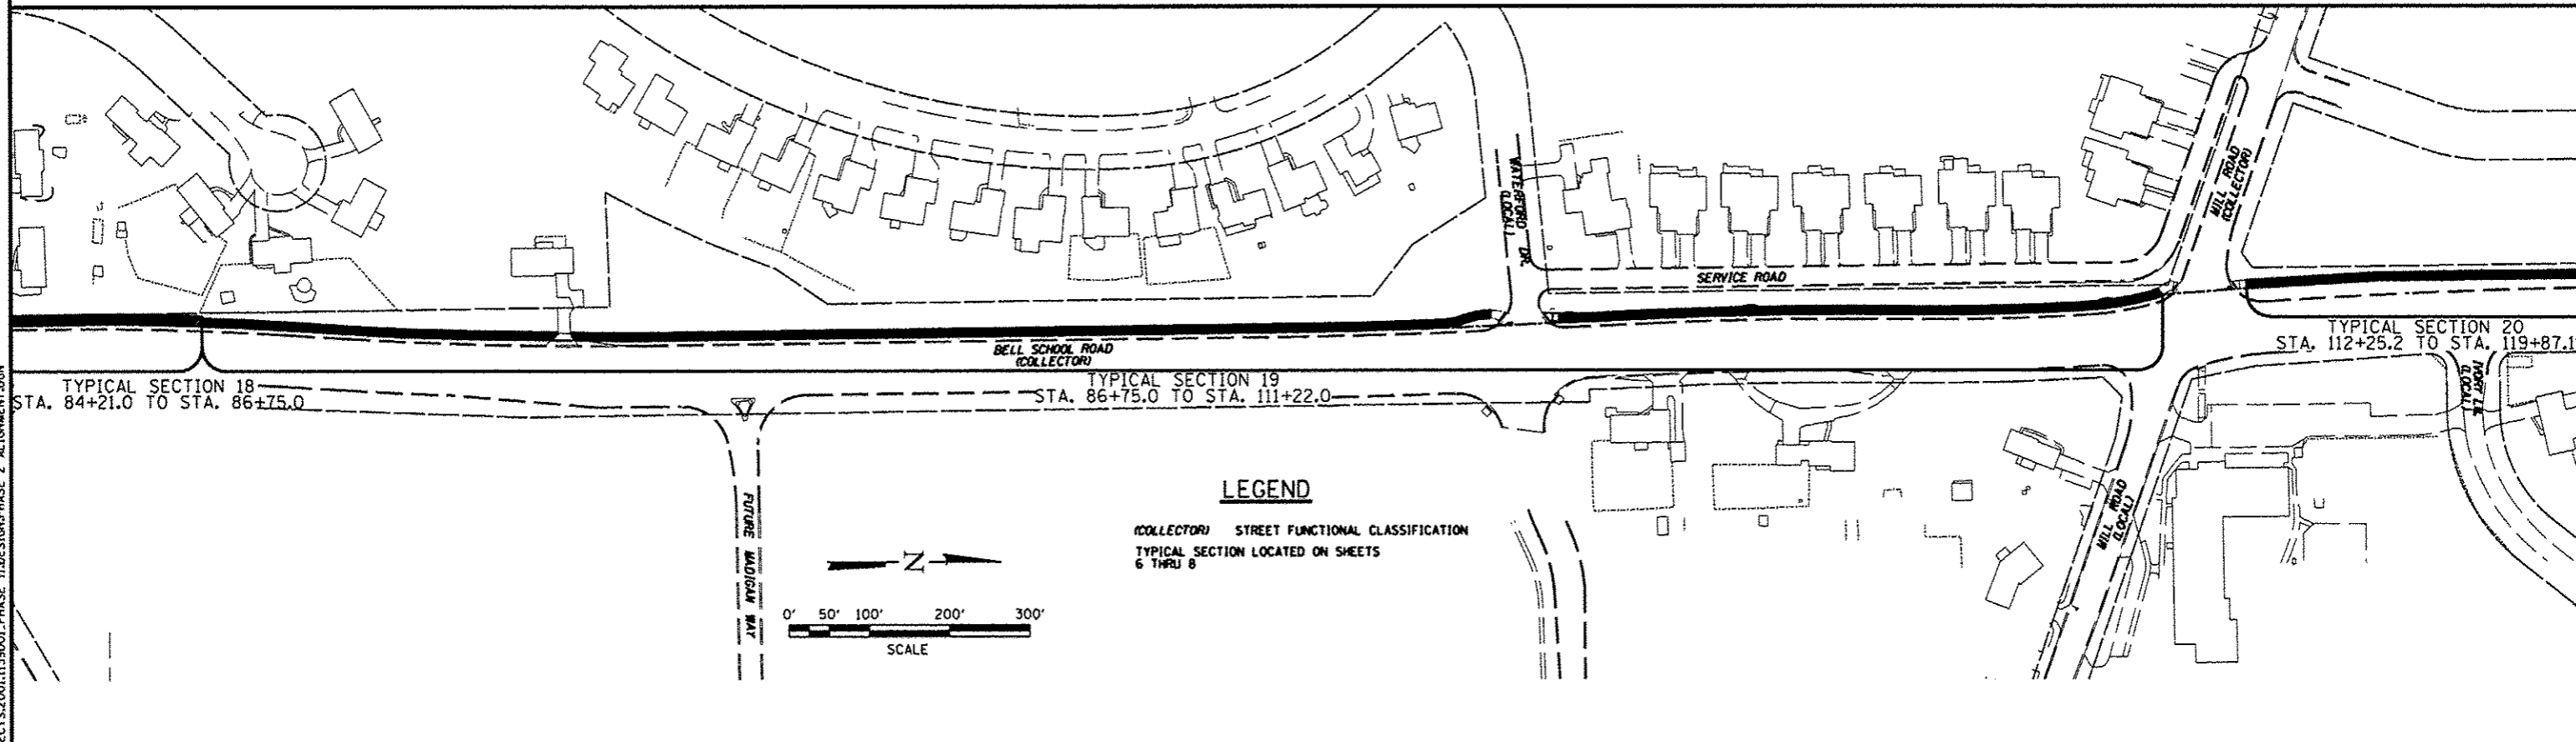 WATERFORD DR.
(LOCAL)
MILL ROAD
(COLLECTOR)
SERVICE ROAD
BELL SCHOOL ROAD
(COLLECTOR)
TYPICAL SECTION 18
STA. 84+21.0 TO STA. 86+75.0
TYPICAL SECTION 19
STA. 86+75.0 TO STA. 111+22.0
TYPICAL SECTION 20
STA. 112+25.2 TO STA. 119+87.1
IVORY LN.
(LOCAL)
MILL ROAD
(LOCAL)
FUTURE MADIGAN WAY
LEGEND
(COLLECTOR) STREET FUNCTIONAL CLASSIFICATION
TYPICAL SECTION LOCATED ON SHEETS
6 THRU 8
N
0' 50' 100' 200' 300'
SCALE